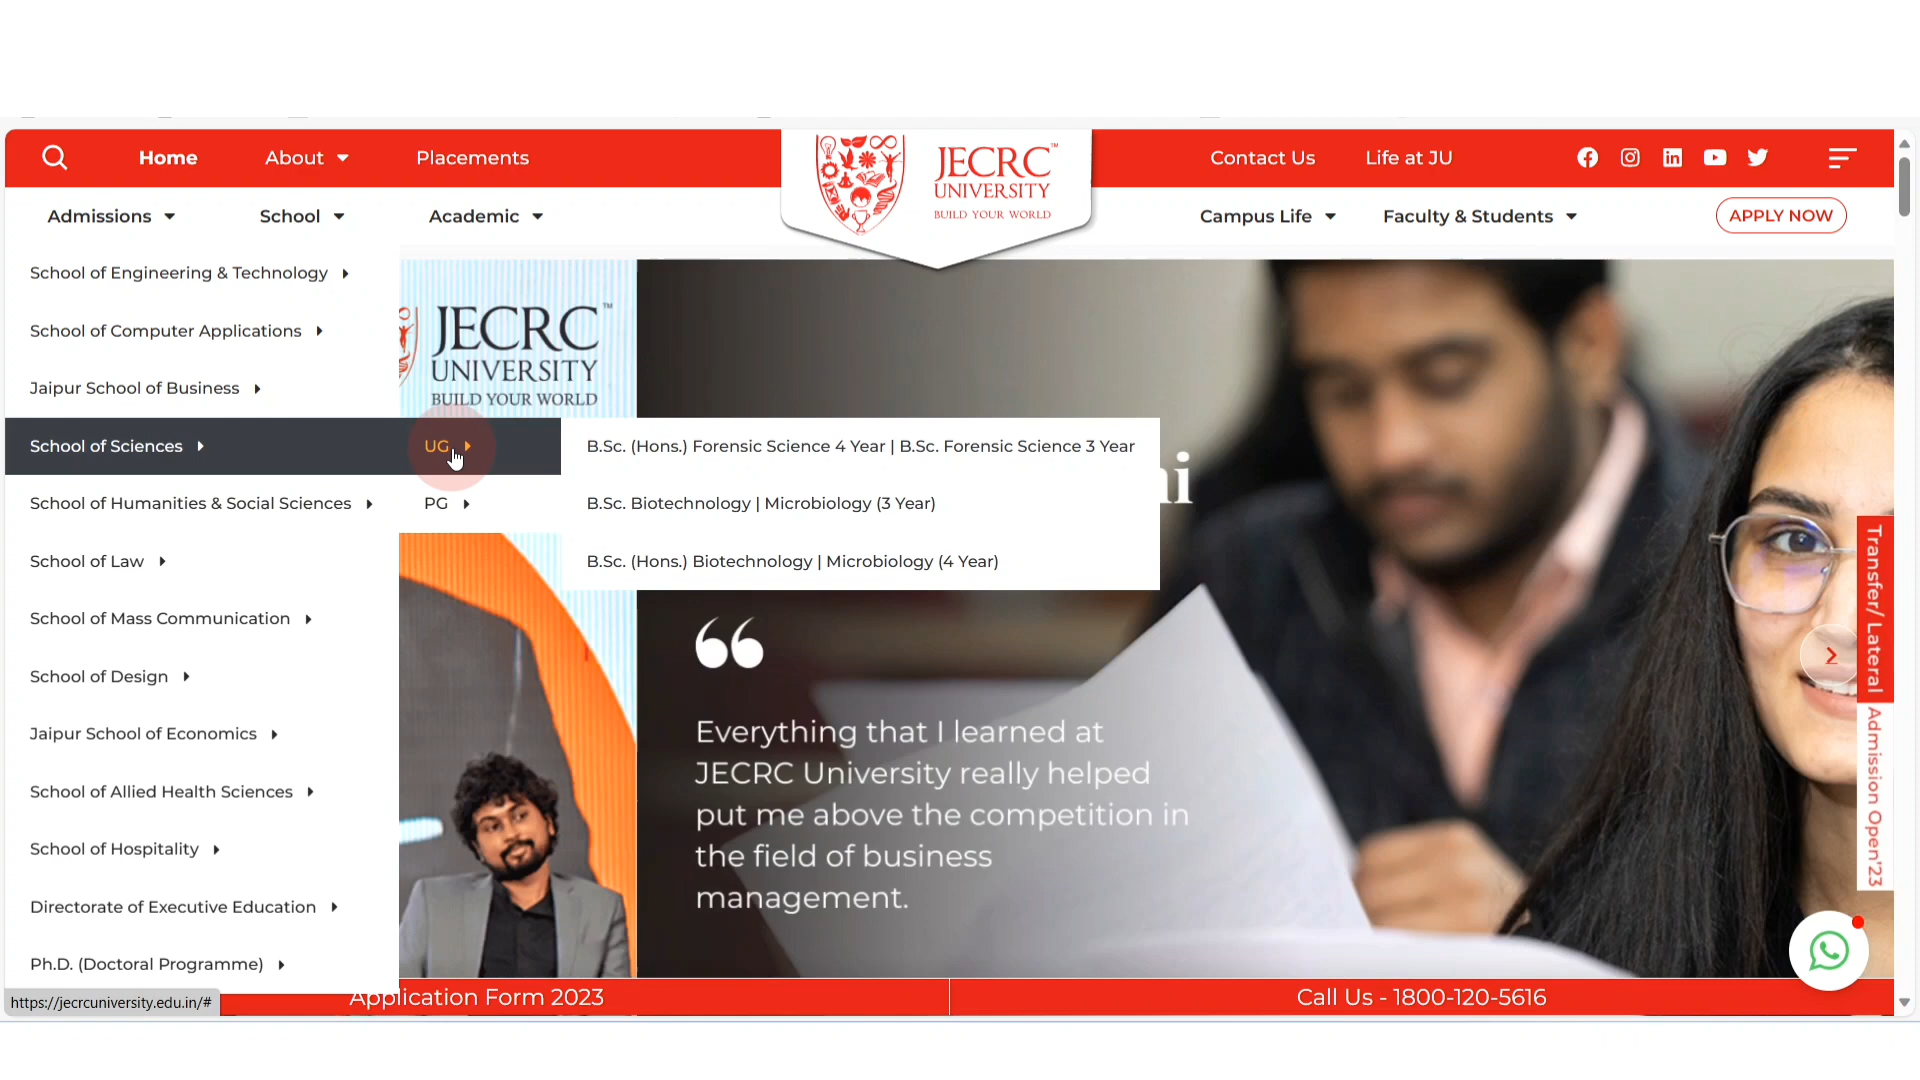 Home
About
Placements
JECRC™
UNIVERSITY
BUILD YOUR WORLD
Contact Us
Life at JU
Admissions
School
Academic
Campus Life
Faculty & Students
APPLY NOW
School of Engineering & Technology
School of Computer Applications
Jaipur School of Business
School of Sciences
School of Humanities & Social Sciences
School of Law
School of Mass Communication
School of Design
Jaipur School of Economics
School of Allied Health Sciences
School of Hospitality
Directorate of Executive Education
Ph.D. (Doctoral Programme)
UG
PG
B.Sc. (Hons.) Forensic Science 4 Year | B.Sc. Forensic Science 3 Year
B.Sc. Biotechnology | Microbiology (3 Year)
B.Sc. (Hons.) Biotechnology | Microbiology (4 Year)
JECRC™
UNIVERSITY
BUILD YOUR WORLD
“
Everything that I learned at
JECRC University really helped
put me above the competition in
the field of business
management.
Transfer/ Lateral
Admission Open'23
https://jecrcuniversity.edu.in/#
Application Form 2023
Call Us - 1800-120-5616